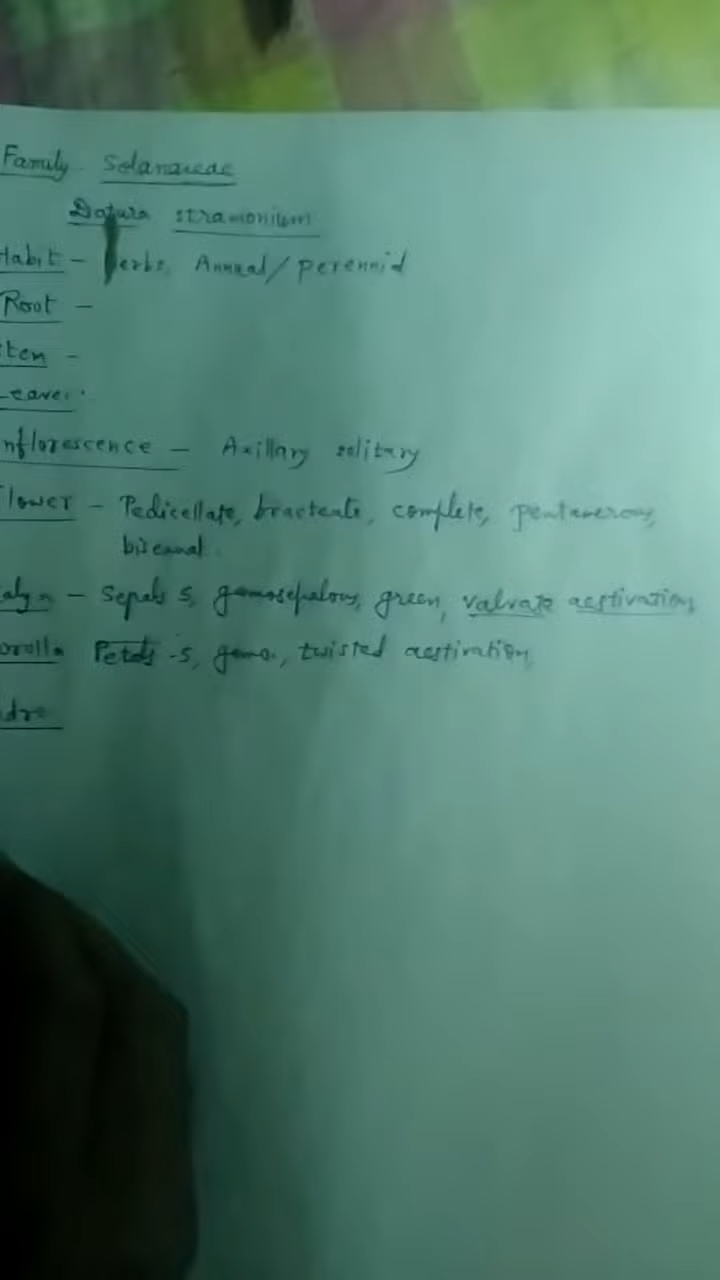 Family. Solanaceae
Datura stramonium
Habit - Herbs, Annual/perennial
Root -
Stem -
Leaves.
Inflorescence - Axillary solitary
Flower - Pedicellate, bracteate, complete, pentamerous,
bisexual.
Calyx - Sepals 5, gamosepalous, green, valvate aestivation,
Corolla Petals -5, gamo., twisted aestivation,